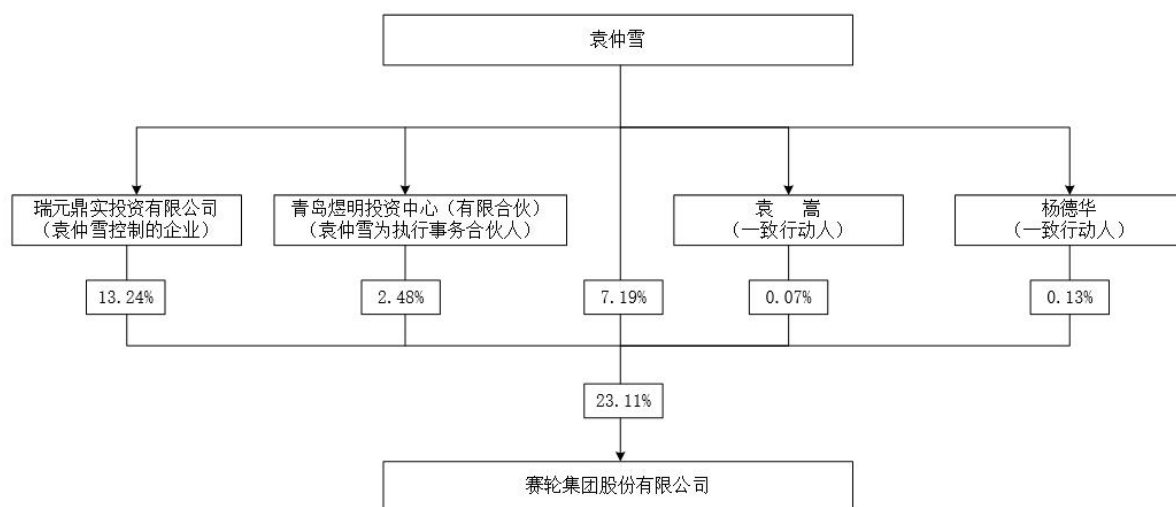 袁仲雪
瑞元鼎实投资有限公司
（袁仲雪控制的企业）
青岛煜明投资中心（有限合伙）
（袁仲雪为执行事务合伙人）
袁 嵩
（一致行动人）
杨德华
（一致行动人）
13.24%
2.48%
7.19%
0.07%
0.13%
23.11%
赛轮集团股份有限公司